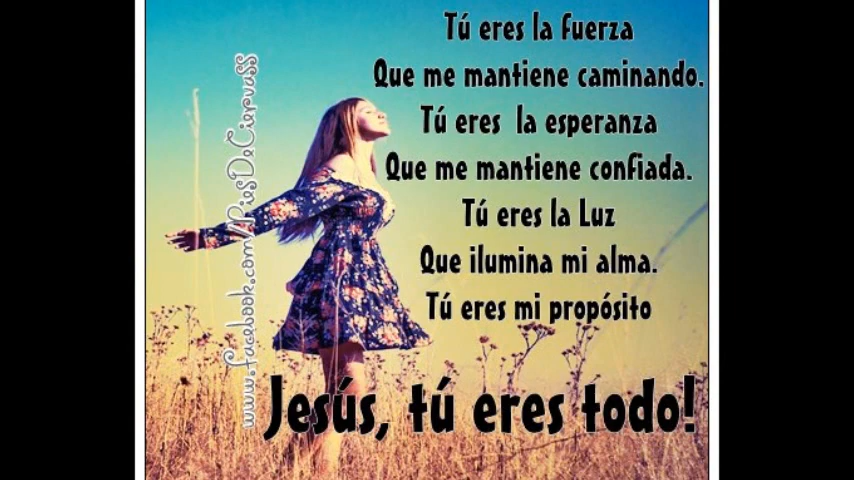 Tú eres la fuerza
Que me mantiene caminando.
Tú eres la esperanza
Que me mantiene confiada.
Tú eres la Luz
Que ilumina mi alma.
Tú eres mi propósito
Jesús, tú eres todo!
www.facebook.com/PiesDeCiervaSS